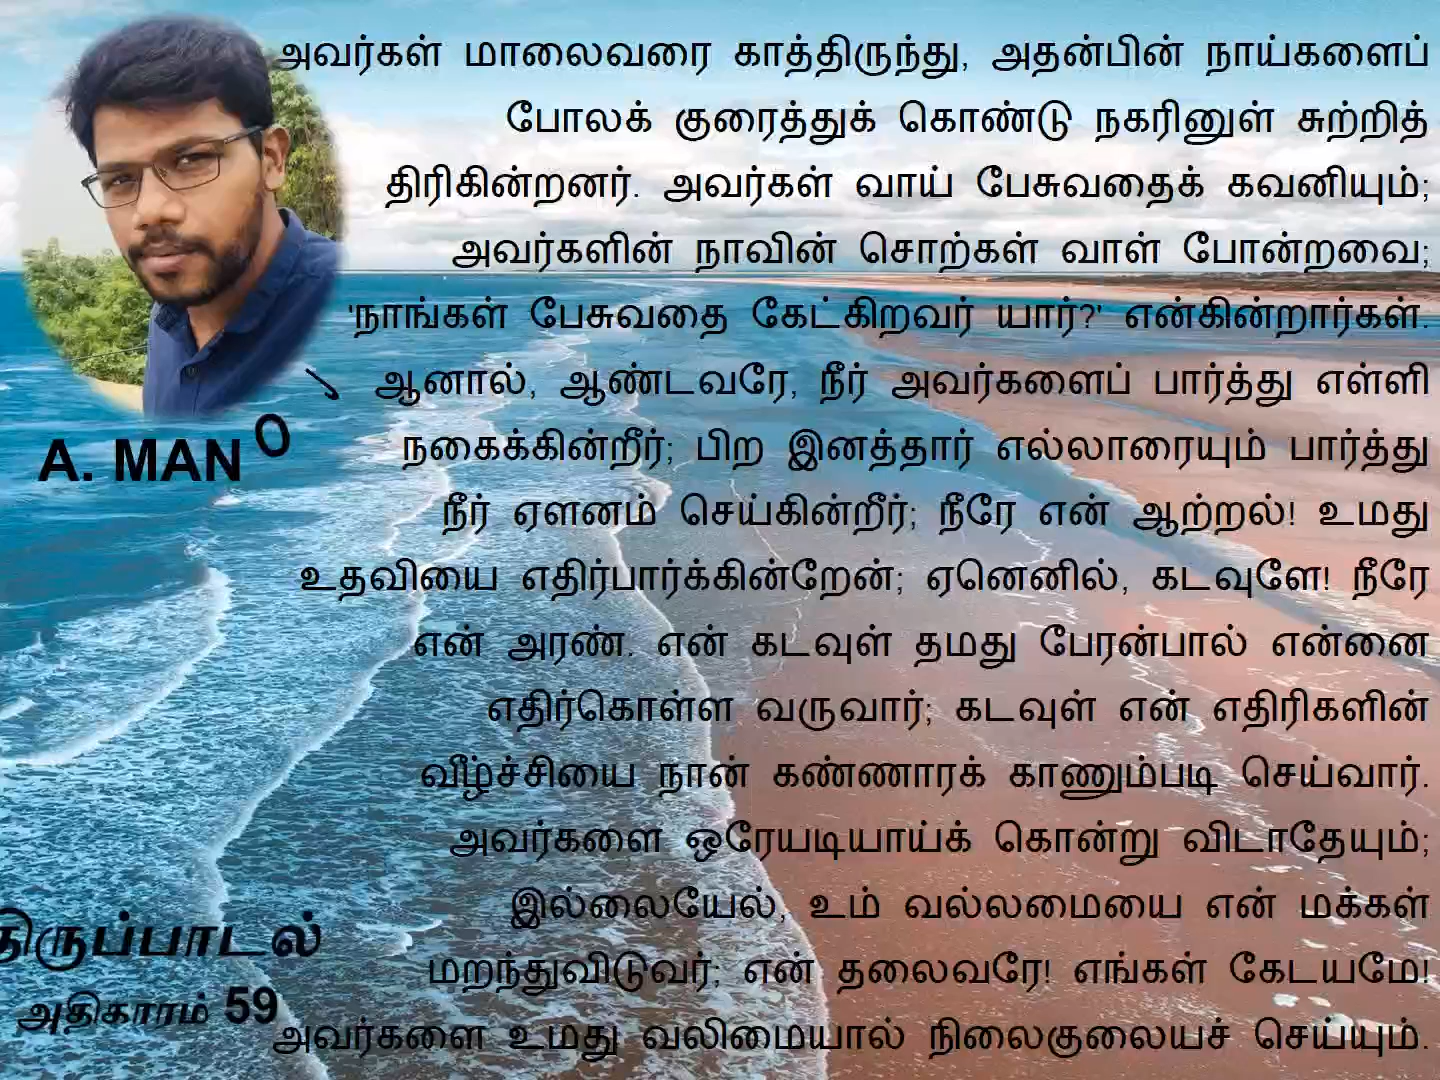 அவர்கள் மாலைவரை காத்திருந்து, அதன்பின் நாய்களைப்
போலக் குரைத்துக் கொண்டு நகரினுள் சுற்றித்
திரிகின்றனர். அவர்கள் வாய் பேசுவதைக் கவனியும்;
அவர்களின் நாவின் சொற்கள் வாள் போன்றவை;
'நாங்கள் பேசுவதை கேட்கிறவர் யார்?' என்கின்றார்கள்.
ஆனால், ஆண்டவரே, நீர் அவர்களைப் பார்த்து எள்ளி
நகைக்கின்றீர்; பிற இனத்தார் எல்லாரையும் பார்த்து
நீர் ஏளனம் செய்கின்றீர்; நீரே என் ஆற்றல்! உமது
உதவியை எதிர்பார்க்கின்றேன்; ஏனெனில், கடவுளே! நீரே
என் அரண். என் கடவுள் தமது பேரன்பால் என்னை
எதிர்கொள்ள வருவார்; கடவுள் என் எதிரிகளின்
வீழ்ச்சியை நான் கண்ணாரக் காணும்படி செய்வார்.
அவர்களை ஒரேயடியாய்க் கொன்று விடாதேயும்;
இல்லையேல், உம் வல்லமையை என் மக்கள்
மறந்துவிடுவர்; என் தலைவரே! எங்கள் கேடயமே!
அவர்களை உமது வலிமையால் நிலைகுலையச் செய்யும்.
A. MAN O
திருப்பாடல்
அதிகாரம் 59